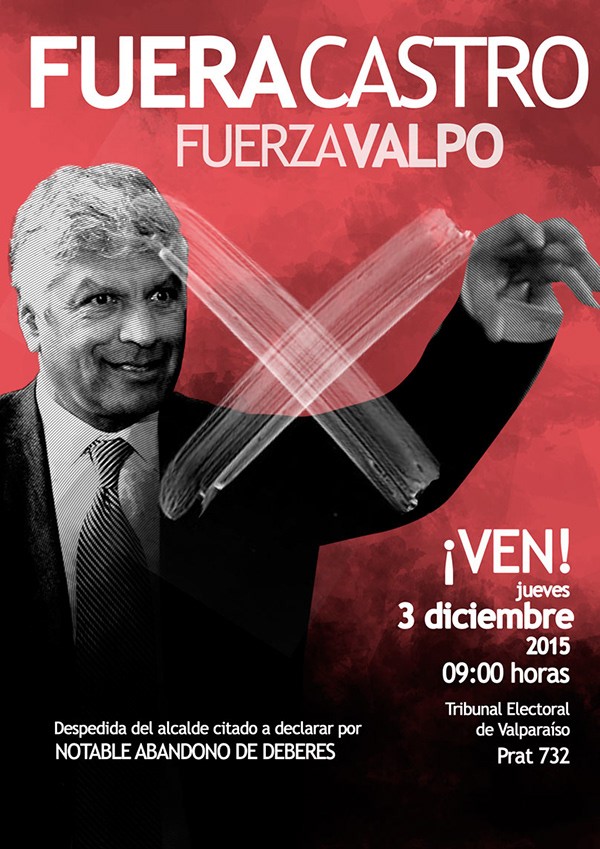 FUERACASTRO
FUERZAVALPO
¡VEN!
jueves
3 diciembre
2015
09:00 horas
Tribunal Electoral
de Valparaíso
Prat 732
Despedida del alcalde citado a declarar por
NOTABLE ABANDONO DE DEBERES